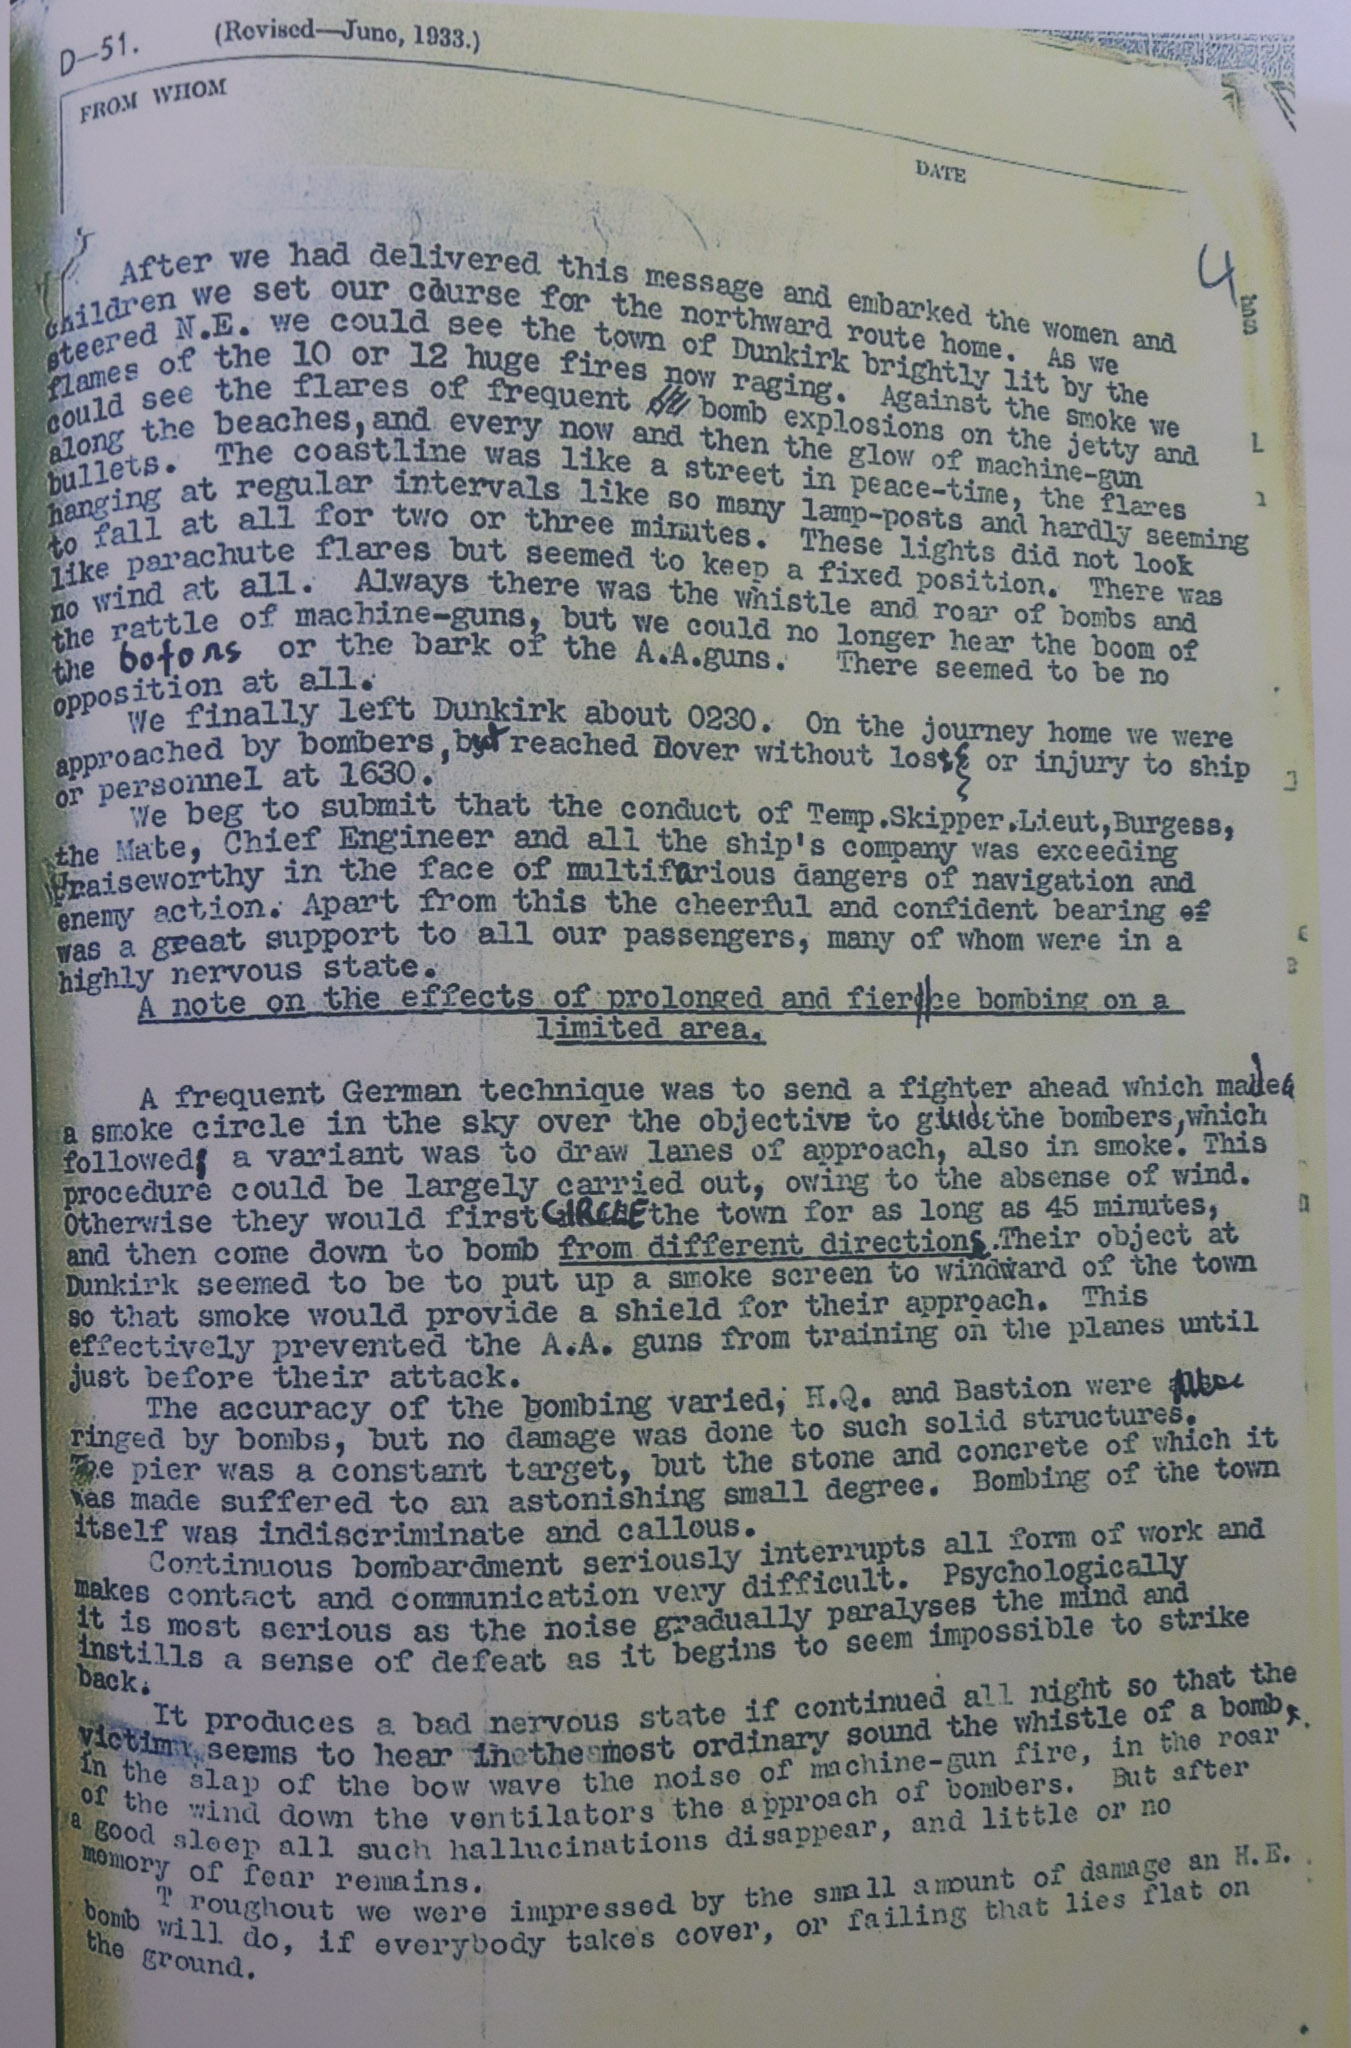 D-51.
(Revised—June, 1933.)
FROM WHOM
DATE
4
After we had delivered this message and embarked the women and
children we set our course for the northward route home. As we
steered N.E. we could see the town of Dunkirk brightly lit by the
flames of the 10 or 12 huge fires now raging. Against the smoke we
could see the flares of frequent bomb explosions on the jetty and
along the beaches, and every now and then the glow of machine-gun
bullets. The coastline was like a street in peace-time, the flares
hanging at regular intervals like so many lamp-posts and hardly seeming
to fall at all for two or three minutes. These lights did not look
like parachute flares but seemed to keep a fixed position. There was
no wind at all. Always there was the whistle and roar of bombs and
the rattle of machine-guns, but we could no longer hear the boom of
the bofors or the bark of the A.A.guns. There seemed to be no
opposition at all.
We finally left Dunkirk about 0230. On the journey home we were
approached by bombers, but reached Dover without loss or injury to ship
or personnel at 1630.
We beg to submit that the conduct of Temp.Skipper.Lieut,Burgess,
the Mate, Chief Engineer and all the ship's company was exceeding
Praiseworthy in the face of multifarious dangers of navigation and
enemy action. Apart from this the cheerful and confident bearing of
was a great support to all our passengers, many of whom were in a
highly nervous state.
A note on the effects of prolonged and fierce bombing on a
limited area.
A frequent German technique was to send a fighter ahead which made
a smoke circle in the sky over the objective to guide the bombers, which
followed; a variant was to draw lanes of approach, also in smoke. This
procedure could be largely carried out, owing to the absense of wind.
Otherwise they would first CIRCLE the town for as long as 45 minutes,
and then come down to bomb from different directions. Their object at
Dunkirk seemed to be to put up a smoke screen to windward of the town
so that smoke would provide a shield for their approach. This
effectively prevented the A.A. guns from training on the planes until
just before their attack.
The accuracy of the bombing varied; H.Q. and Bastion were
ringed by bombs, but no damage was done to such solid structures.
The pier was a constant target, but the stone and concrete of which it
was made suffered to an astonishing small degree. Bombing of the town
itself was indiscriminate and callous.
Continuous bombardment seriously interrupts all form of work and
makes contact and communication very difficult. Psychologically
it is most serious as the noise gradually paralyses the mind and
instills a sense of defeat as it begins to seem impossible to strike
back.
It produces a bad nervous state if continued all night so that the
victim seems to hear in the most ordinary sound the whistle of a bomb,
in the slap of the bow wave the noise of machine-gun fire, in the roar
of the wind down the ventilators the approach of bombers. But after
a good sleep all such hallucinations disappear, and little or no
memory of fear remains.
T roughout we were impressed by the small amount of damage an H.E.
bomb will do, if everybody takes cover, or failing that lies flat on
the ground.